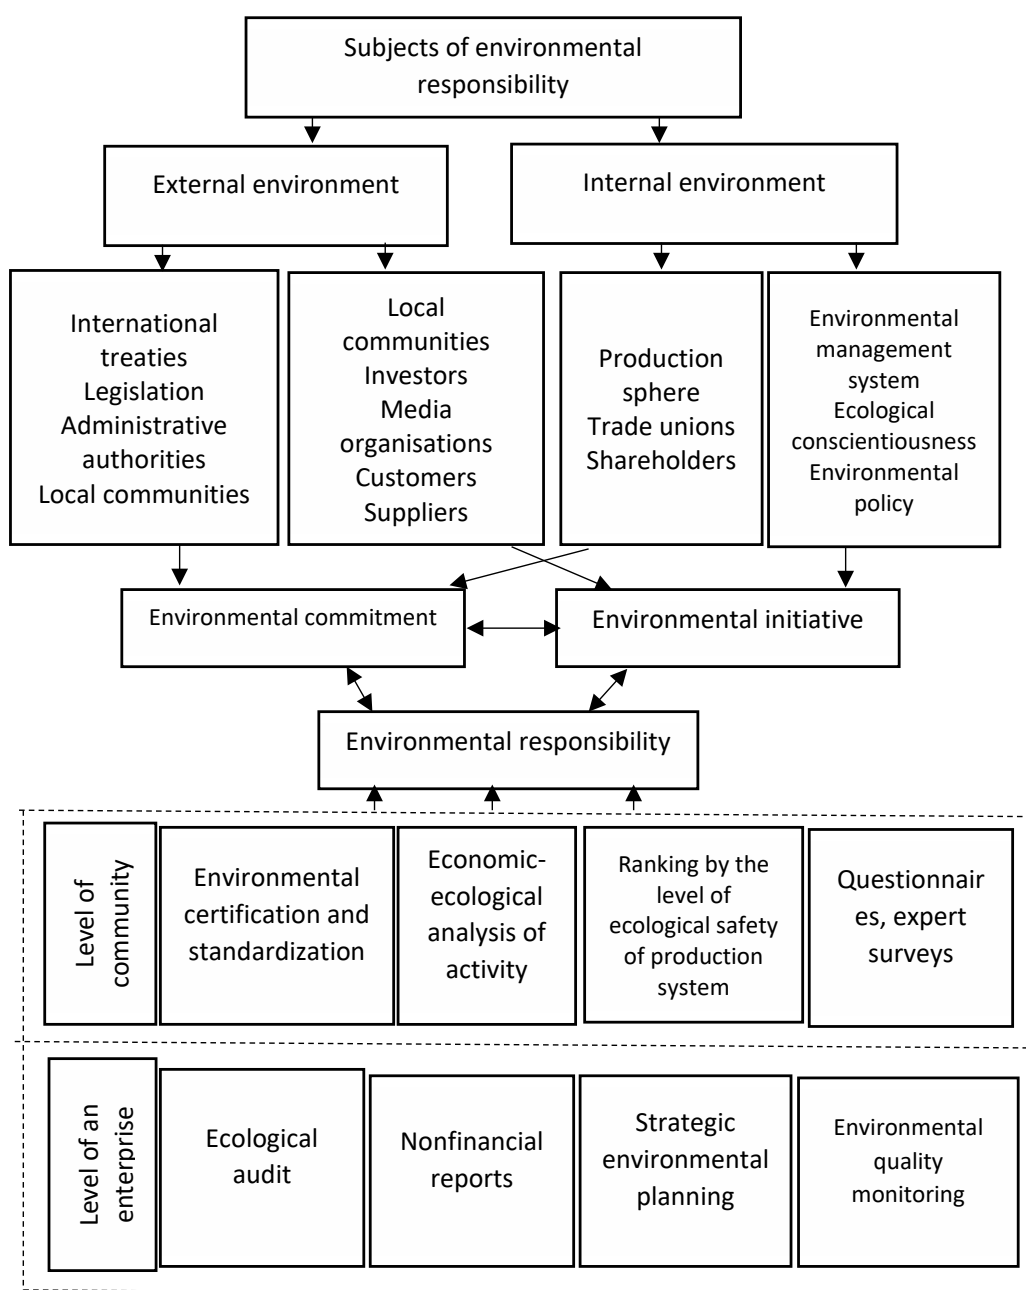 Subjects of environmental
responsibility
External environment
Internal environment
International
treaties
Legislation
Administrative
authorities
Local communities
Local
communities
Investors
Media
organisations
Customers
Suppliers
Production
sphere
Trade unions
Shareholders
Environmental
management
system
Ecological
conscientiousness
Environmental
policy
Environmental commitment
Environmental initiative
Environmental responsibility
Level of
community
Environmental
certification and
standardization
Economic-
ecological
analysis of
activity
Ranking by the
level of
ecological safety
of production
system
Questionnair
es, expert
surveys
Level of an
enterprise
Ecological
audit
Nonfinancial
reports
Strategic
environmental
planning
Environmental
quality
monitoring